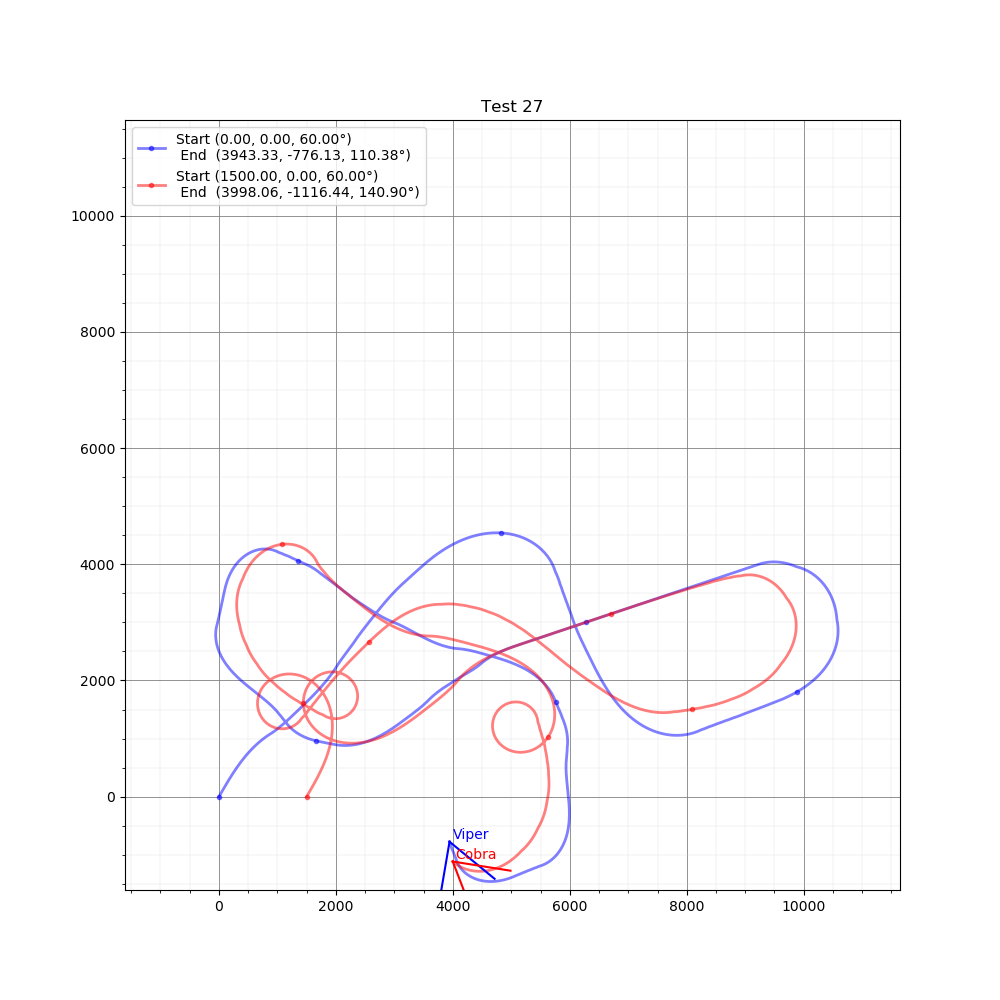 Test 27
Start (0.00, 0.00, 60.00°)
End (3943.33, -776.13, 110.38°)
Start (1500.00, 0.00, 60.00°)
End (3998.06, -1116.44, 140.90°)
10000
8000
6000
4000
2000
0
Viper
Cobra
0 2000 4000 6000 8000 10000